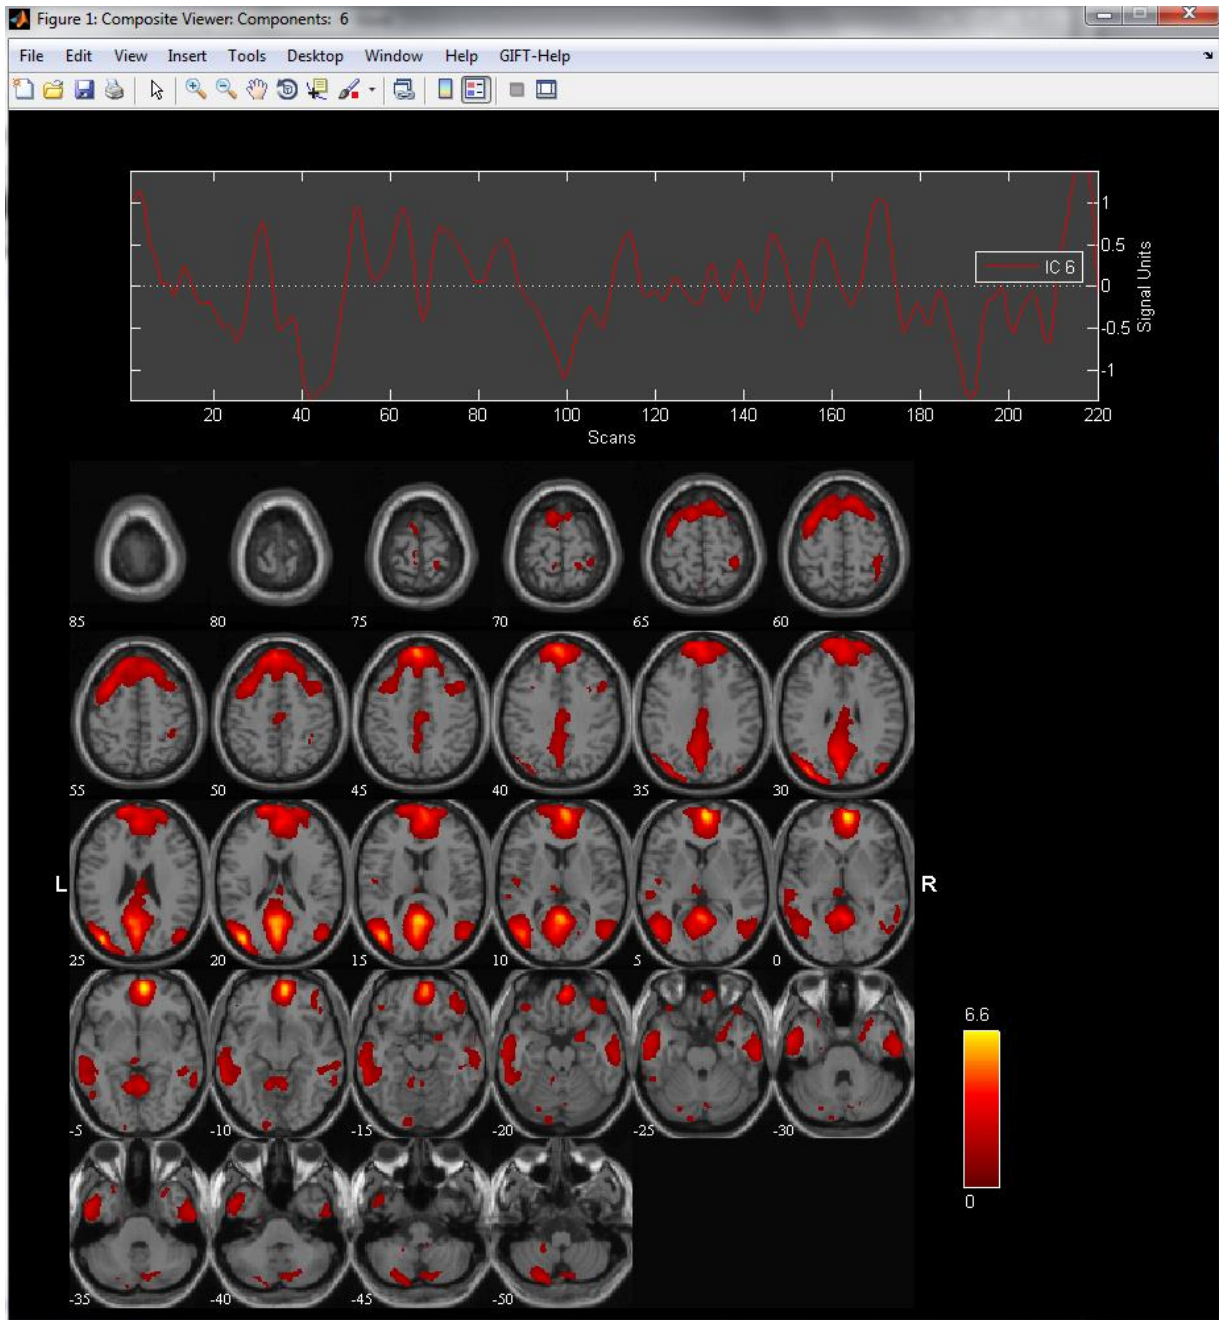 Figure 1: Composite Viewer: Components: 6
File Edit View Insert Tools Desktop Window Help GIFT-Help
1
0.5
0
-0.5
-1
Signal Units
IC 6
20 40 60 80 100 120 140 160 180 200 220
Scans
85 80 75 70 65 60
55 50 45 40 35 30
L R
25 20 15 10 5 0
-5 -10 -15 -20 -25 -30
6.6
0
-35 -40 -45 -50